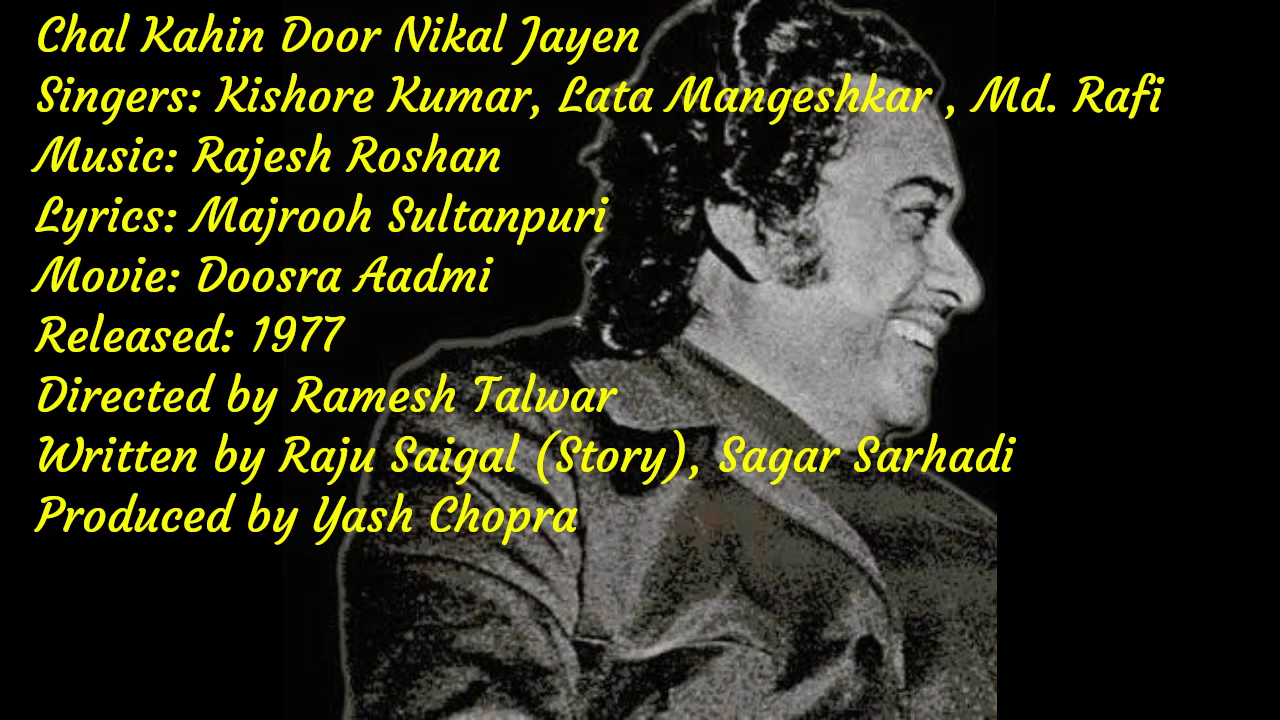 Chal Kahin Door Nikal Jayen
Singers: Kishore Kumar, Lata Mangeshkar , Md. Rafi
Music: Rajesh Roshan
Lyrics: Majrooh Sultanpuri
Movie: Doosra Aadmi
Released: 1977
Directed by Ramesh Talwar
Written by Raju Saigal (Story), Sagar Sarhadi
Produced by Yash Chopra